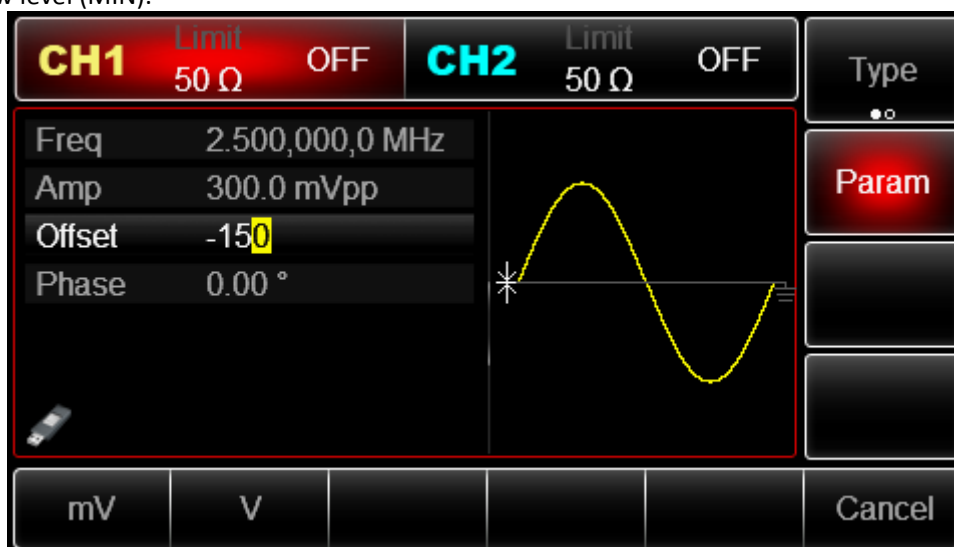 w level (MIN).
CH1 Limit 50 Ω OFF CH2 Limit 50 Ω OFF
Type
Freq 2.500,000,0 MHz
Amp 300.0 mVpp
Param
Offset -150
Phase 0.00 °
mV V Cancel